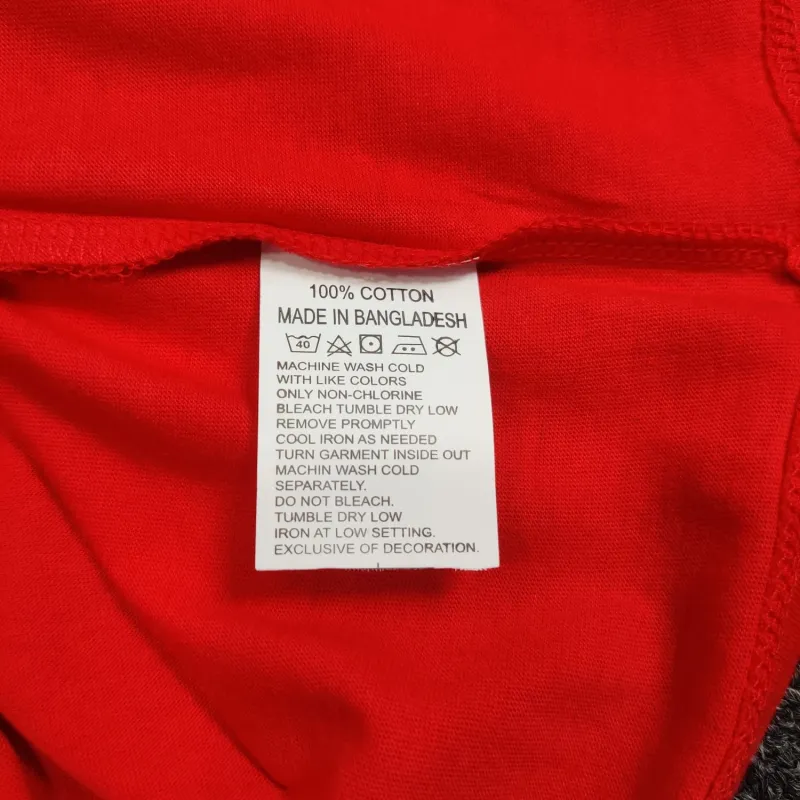 100% COTTON
MADE IN BANGLADESH
40
MACHINE WASH COLD
WITH LIKE COLORS
ONLY NON-CHLORINE
BLEACH TUMBLE DRY LOW
REMOVE PROMPTLY
COOL IRON AS NEEDED
TURN GARMENT INSIDE OUT
MACHIN WASH COLD
SEPARATELY.
DO NOT BLEACH.
TUMBLE DRY LOW
IRON AT LOW SETTING.
EXCLUSIVE OF DECORATION.